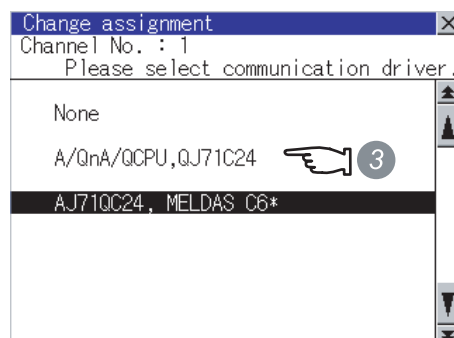 Change assignment
Channel No. : 1
Please select communication driver.
None
A/QnA/QCPU,QJ71C24
3
AJ71QC24, MELDAS C6*